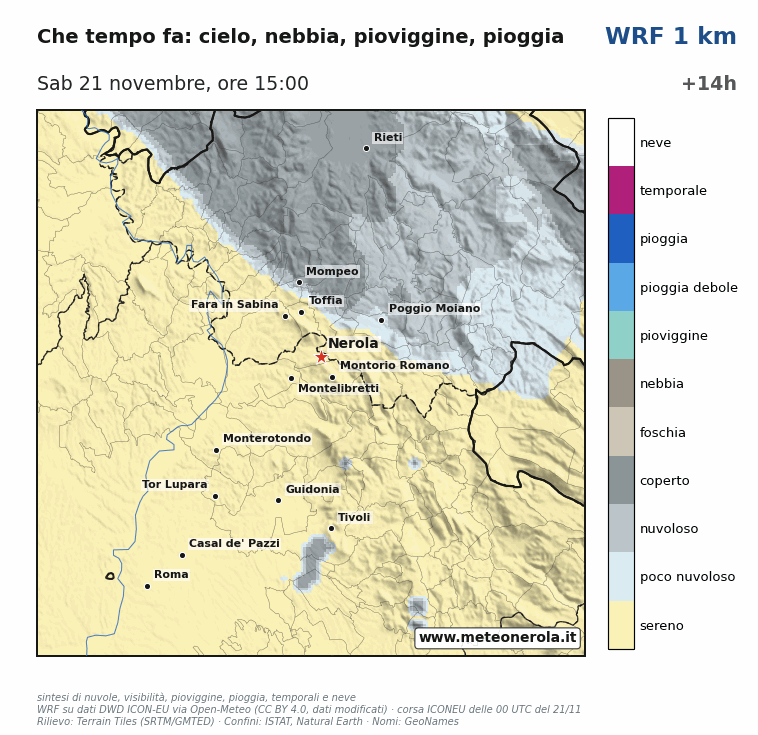 Che tempo fa: cielo, nebbia, pioviggine, pioggia
WRF 1 km
Sab 21 novembre, ore 15:00
+14h
Rieti
Mompeo
Toffia
Fara in Sabina
Poggio Moiano
Nerola
Montorio Romano
Montelibretti
Monterotondo
Tor Lupara
Guidonia
Tivoli
Casal de' Pazzi
Roma
www.meteonerola.it
neve
temporale
pioggia
pioggia debole
pioviggine
nebbia
foschia
coperto
nuvoloso
poco nuvoloso
sereno
sintesi di nuvole, visibilità, pioviggine, pioggia, temporali e neve
WRF su dati DWD ICON-EU via Open-Meteo (CC BY 4.0, dati modificati) · corsa ICONEU delle 00 UTC del 21/11
Rilievo: Terrain Tiles (SRTM/GMTED) · Confini: ISTAT, Natural Earth · Nomi: GeoNames